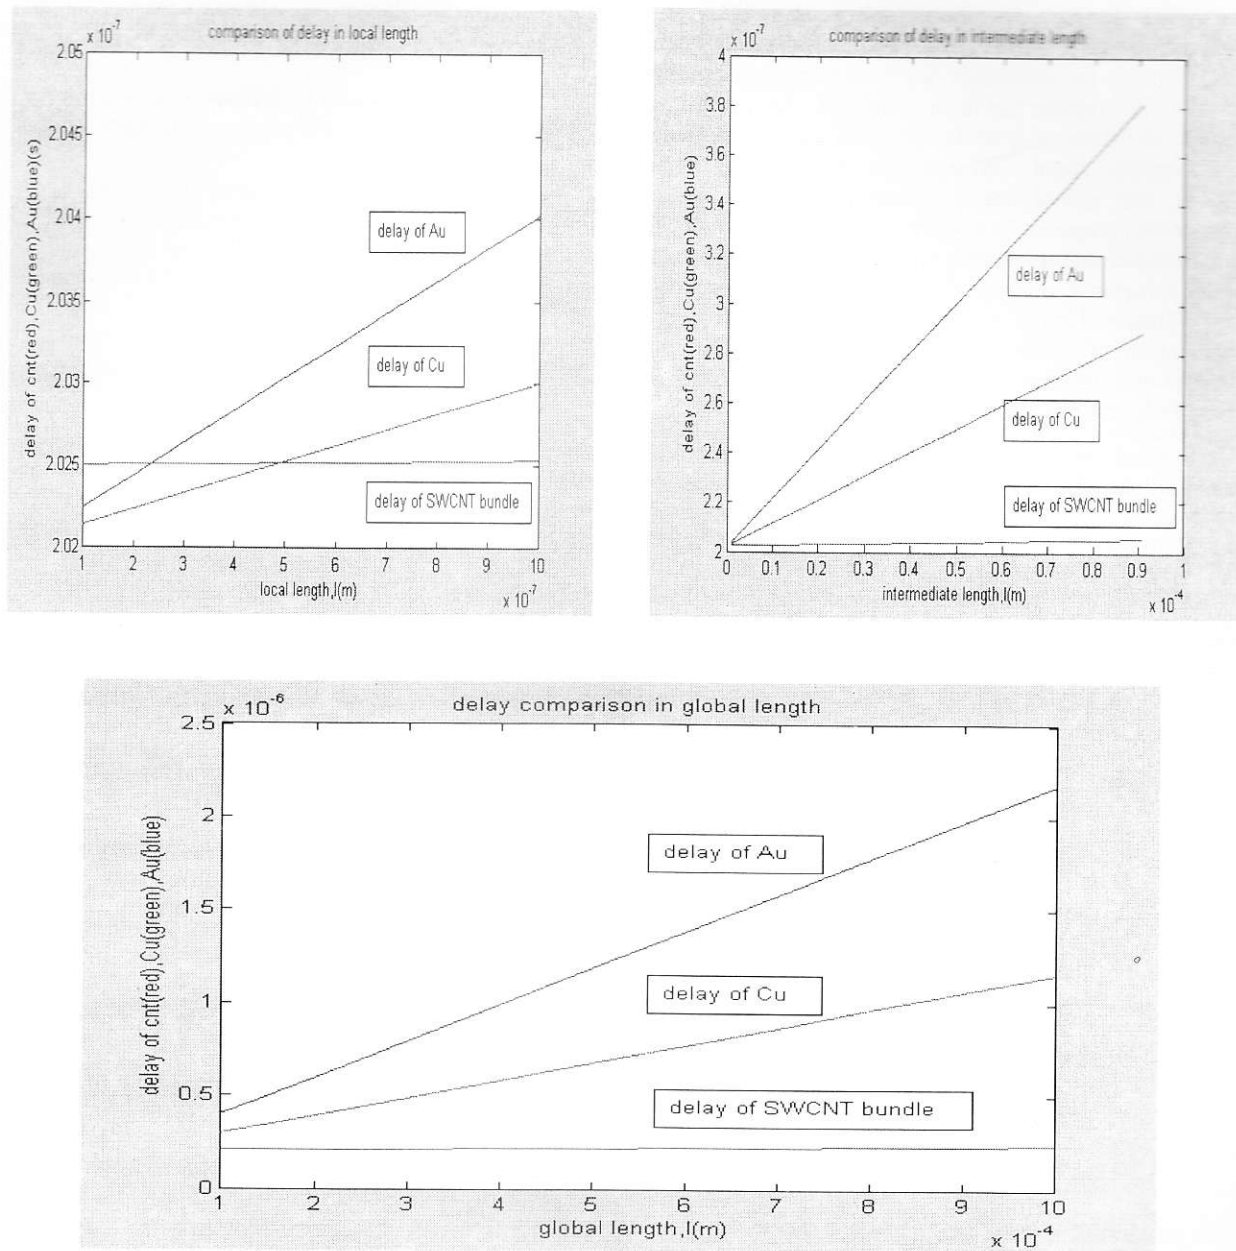 x 10-7
comparison of delay in local length
2.05
2.045
2.04
2.035
2.03
2.025
2.02
delay of cnt(red),Cu(green),Au(blue)(s)
delay of Au
delay of Cu
delay of SWCNT bundle
1 2 3 4 5 6 7 8 9 10
local length,l(m)
x 10-7
x 10-7
comparison of delay in intermediate length
4
3.8
3.6
3.4
3.2
3
2.8
2.6
2.4
2.2
2
delay of cnt(red),Cu(green),Au(blue)
delay of Au
delay of Cu
delay of SWCNT bundle
0 0.1 0.2 0.3 0.4 0.5 0.6 0.7 0.8 0.9 1
intermediate length,l(m)
x 10-4
x 10-6
delay comparison in global length
2.5
2
1.5
1
0.5
0
delay of cnt(red),Cu(green),Au(blue)
delay of Au
delay of Cu
delay of SWCNT bundle
1 2 3 4 5 6 7 8 9 10
global length,l(m)
x 10-4